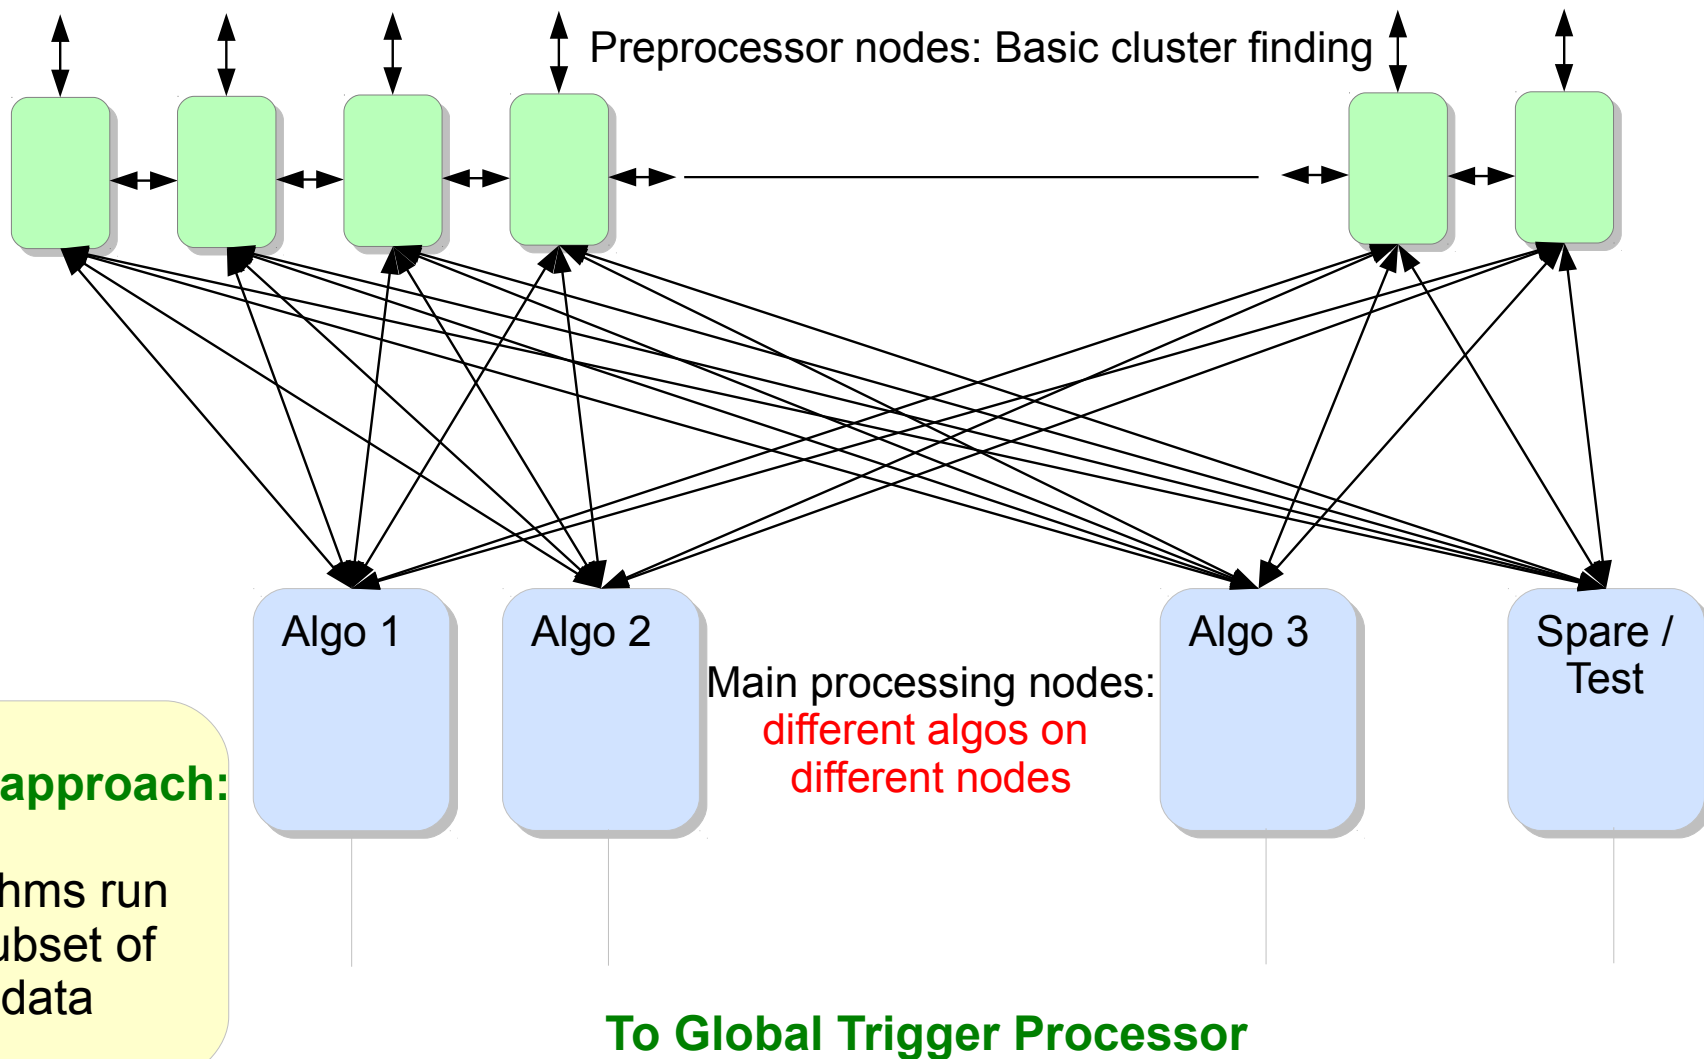 Preprocessor nodes: Basic cluster finding
Algo 1
Algo 2
Algo 3
Spare /
Test
Main processing nodes:
different algos on
different nodes
approach:
hms run
ubset of
data
To Global Trigger Processor